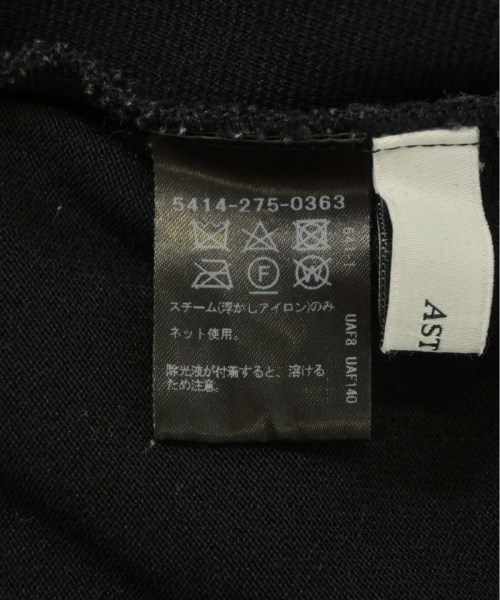 5414-275-0363
F
W
スチーム(浮かしアイロン)のみ
ネット使用。
除光液が付着すると、溶ける
ため注意。
641-1
UAF8 UAF140
AST